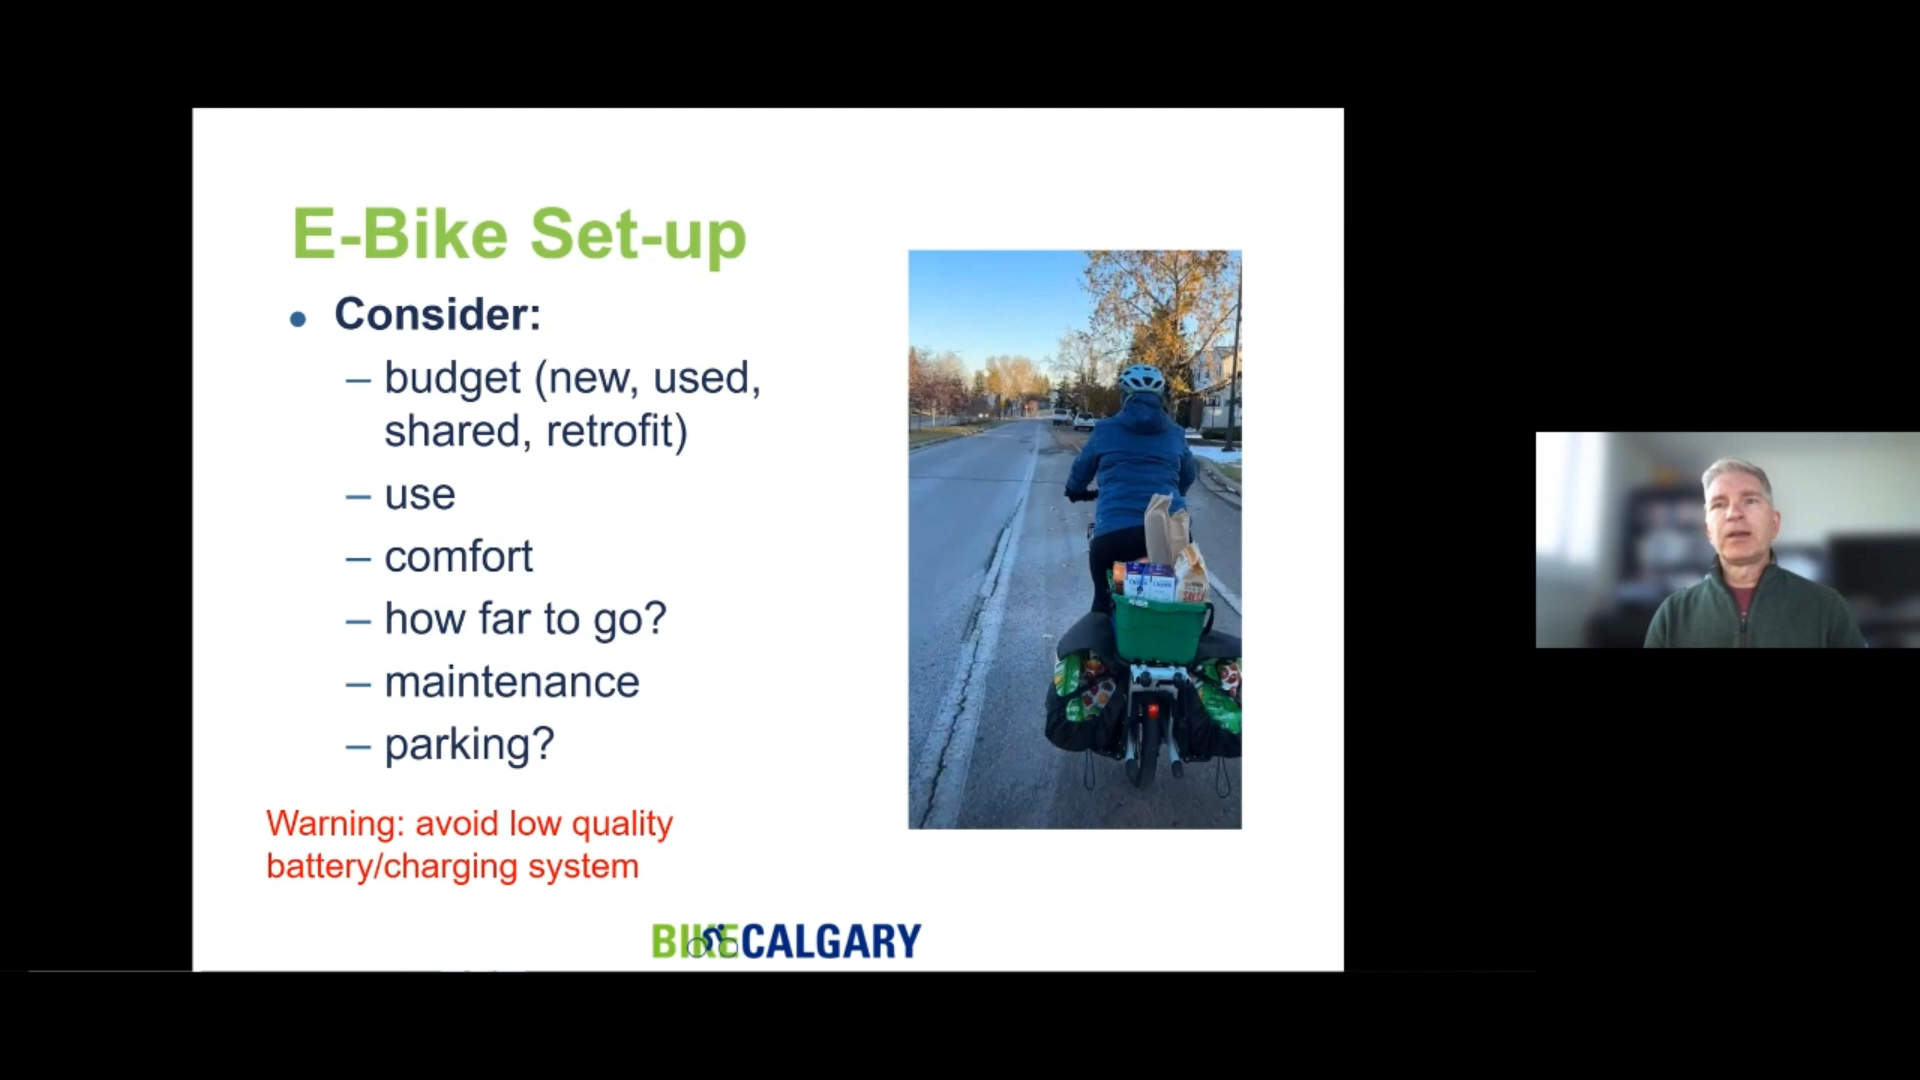 E-Bike Set-up
• Consider:
– budget (new, used,
shared, retrofit)
– use
– comfort
– how far to go?
– maintenance
– parking?
Warning: avoid low quality
battery/charging system
BIKECALGARY
SALSA